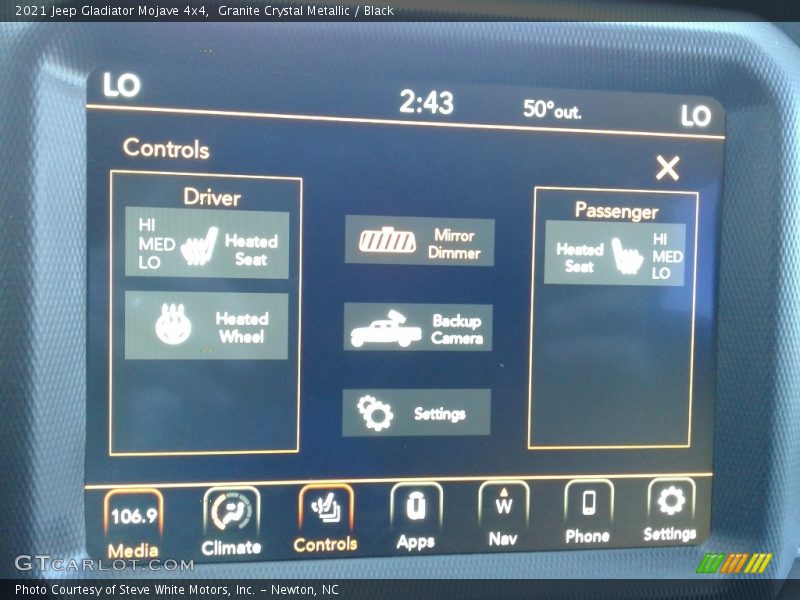 2021 Jeep Gladiator Mojave 4x4,  Granite Crystal Metallic / Black
LO
2:43
50°out.
LO
Controls
X
Driver
HI
MED
LO
Heated
Seat
Heated
Wheel
Mirror
Dimmer
Backup
Camera
Settings
Passenger
Heated
Seat
HI
MED
LO
106.9
Media
Climate
Controls
Apps
W
Nav
Phone
Settings
GTCARLOT.COM
Photo Courtesy of Steve White Motors, Inc. - Newton, NC